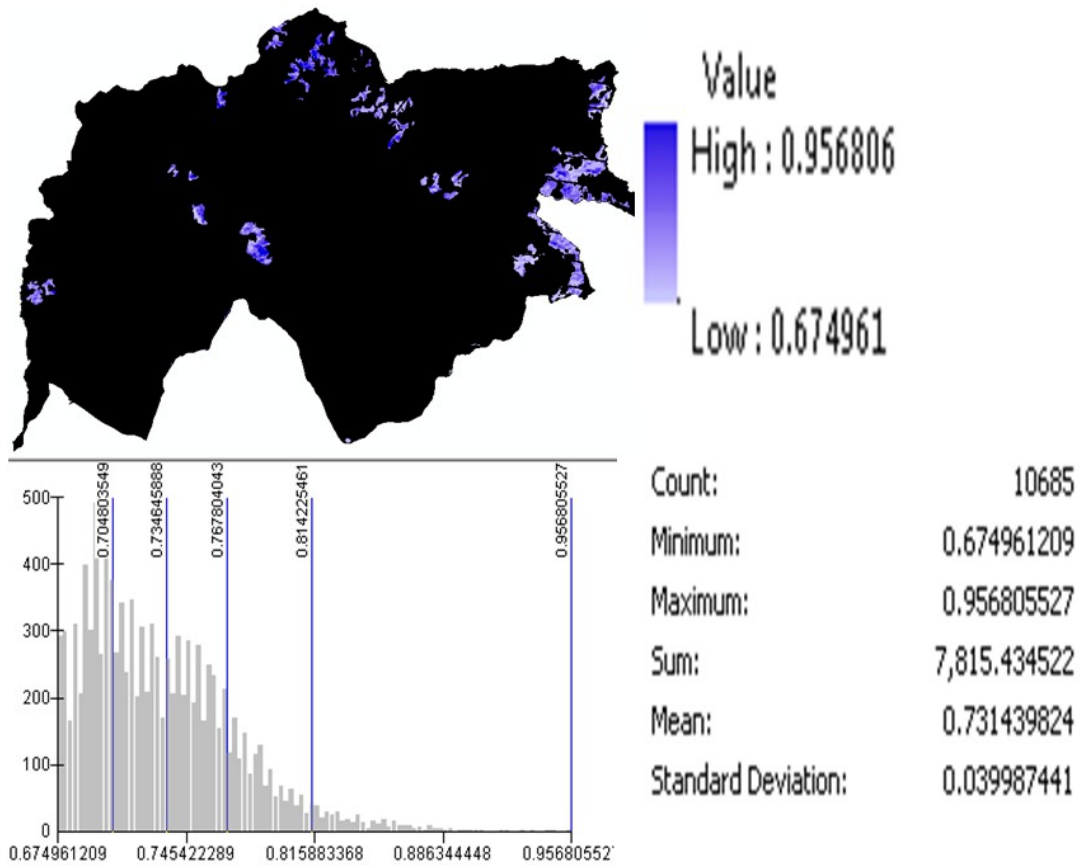 Value
High : 0.956806
Low : 0.674961
0.704803549
0.734645888
0.767804043
0.814225461
0.956805527
500
400
300
200
100
0
0.674961209 0.745422289 0.815883368 0.886344448 0.95680552
Count: 10685
Minimum: 0.674961209
Maximum: 0.956805527
Sum: 7,815.434522
Mean: 0.731439824
Standard Deviation: 0.039987441